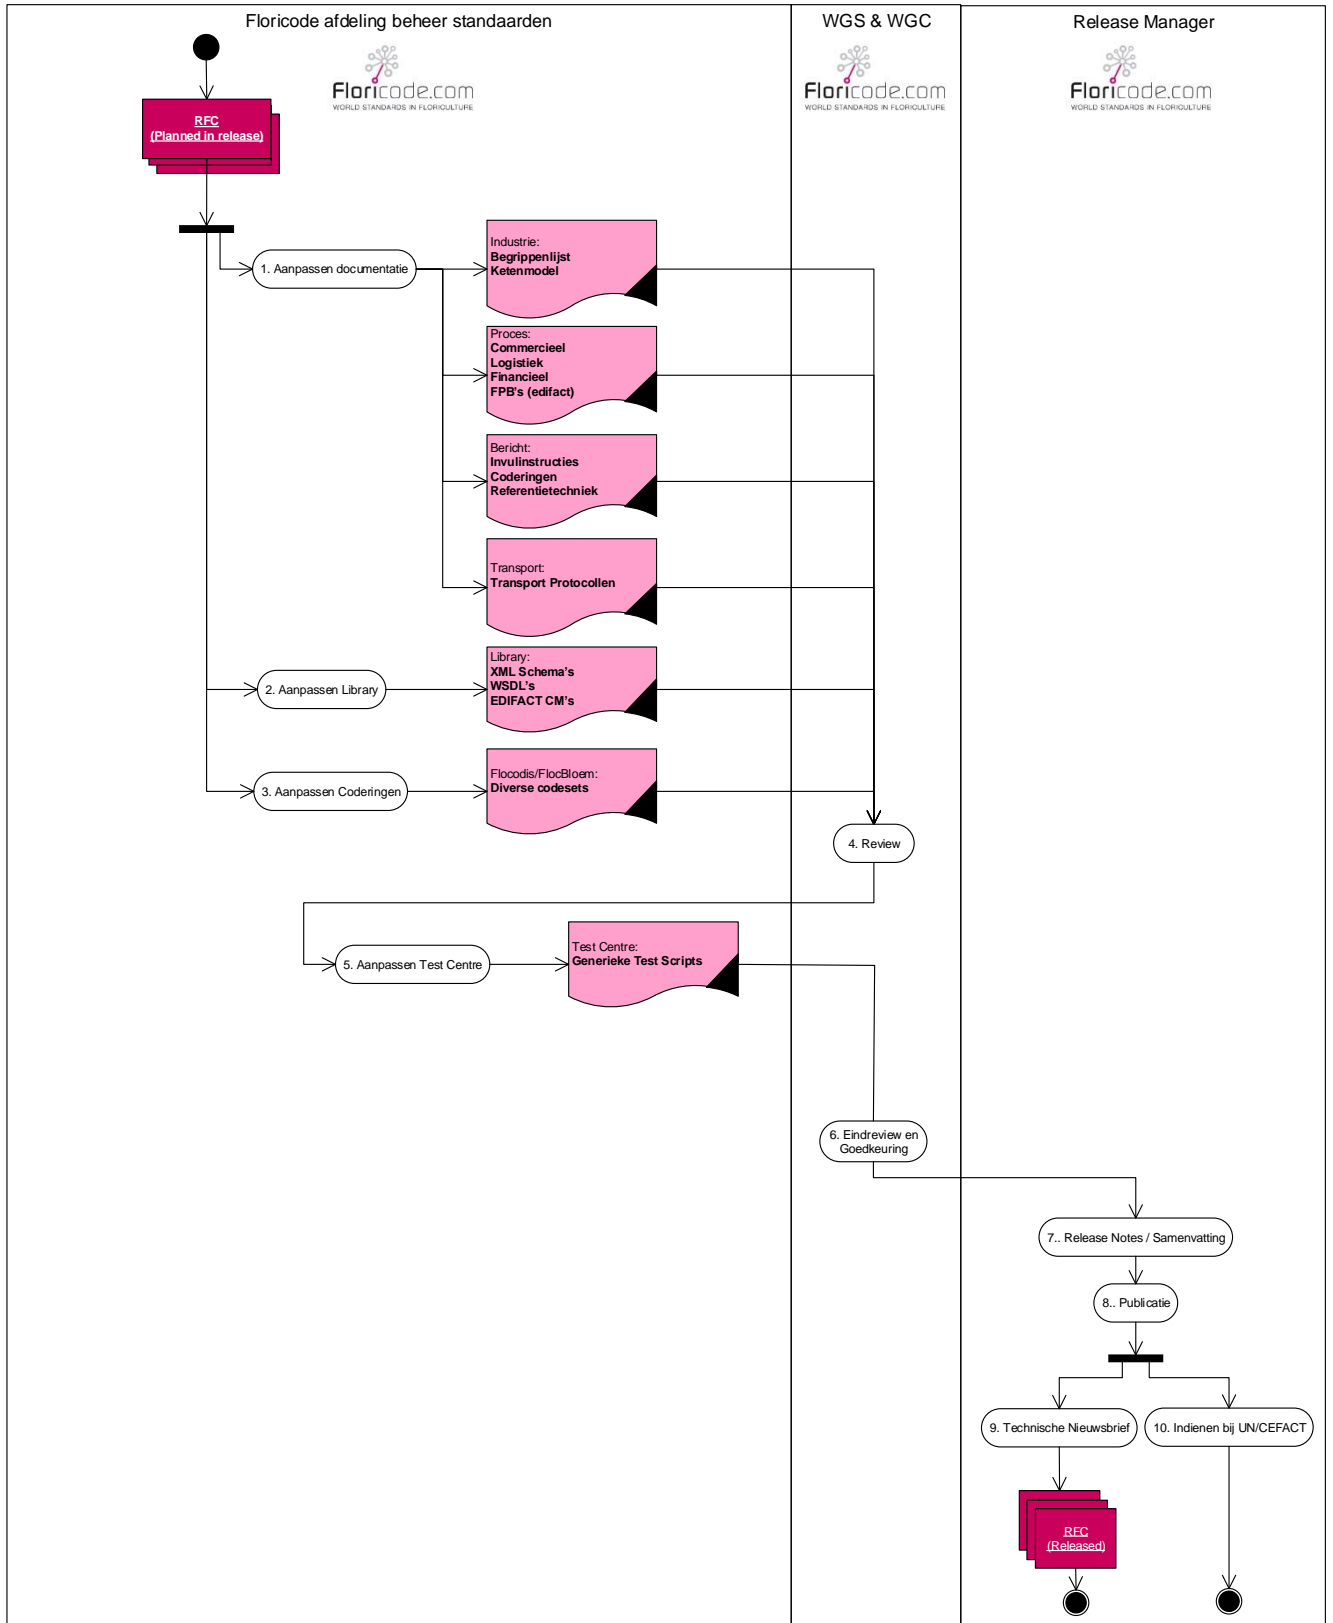 Floricode afdeling beheer standaarden
WGS & WGC
Release Manager
Floricode.com
WORLD STANDARDS IN FLORICULTURE
Floricode.com
WORLD STANDARDS IN FLORICULTURE
Floricode.com
WORLD STANDARDS IN FLORICULTURE
RFC
(Planned in release)
1. Aanpassen documentatie
Industrie:
Begrippenlijst
Ketenmodel
Proces:
Commercieel
Logistiek
Financieel
FPB's (edifact)
Bericht:
Invulinstructies
Coderingen
Referentietechniek
Transport:
Transport Protocollen
2. Aanpassen Library
Library:
XML Schema's
WSDL's
EDIFACT CM's
3. Aanpassen Coderingen
Flocodis/FlocBloem:
Diverse codesets
4. Review
5. Aanpassen Test Centre
Test Centre:
Generieke Test Scripts
6. Eindreview en
Goedkeuring
7.. Release Notes / Samenvatting
8.. Publicatie
9. Technische Nieuwsbrief
10. Indienen bij UN/CEFACT
RFC
(Released)